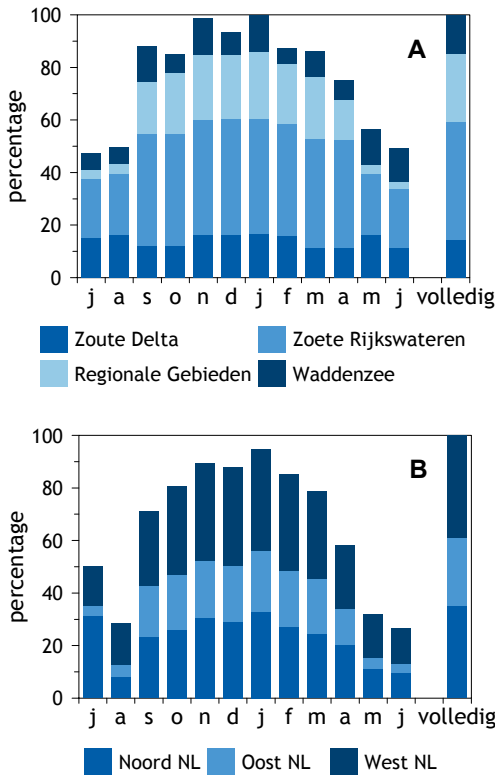 100
A
80
60
percentage
40
20
0
j a s o n d j f m a m j volledig
Zoute Delta Zoete Rijkswateren
Regionale Gebieden Waddenzee
100
B
80
60
percentage
40
20
0
j a s o n d j f m a m j volledig
Noord NL Oost NL West NL